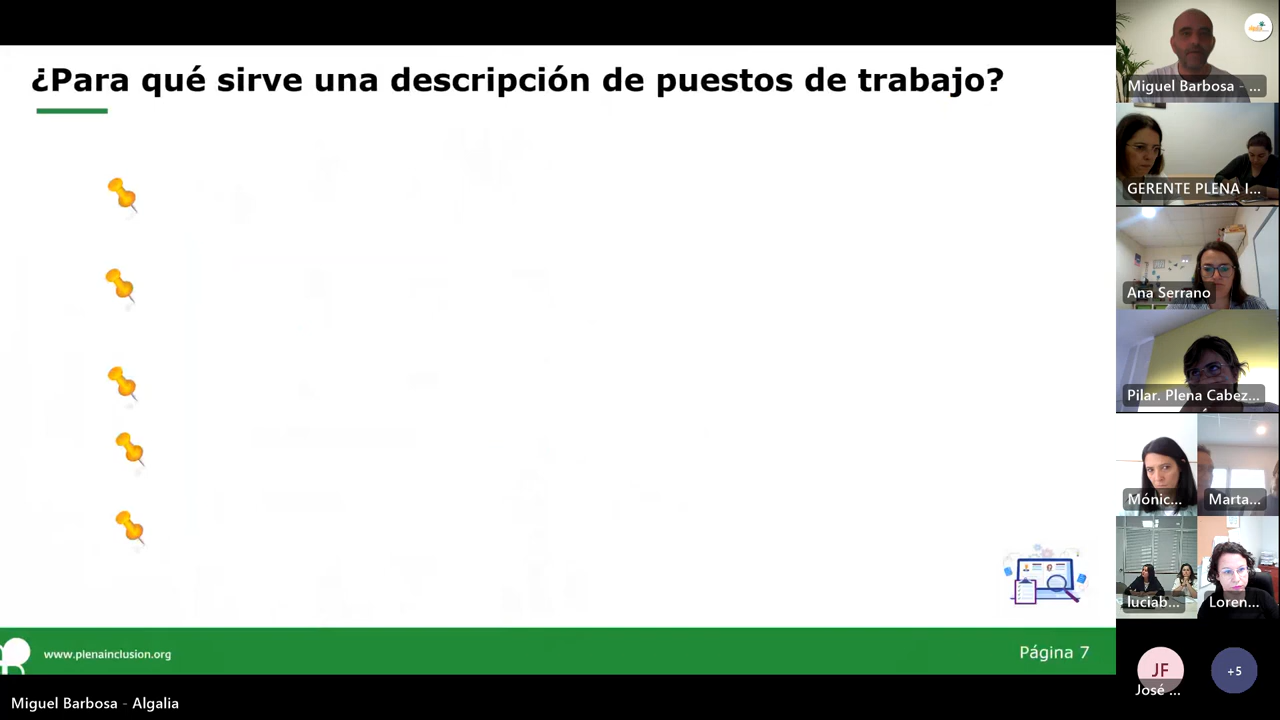 ¿Para qué sirve una descripción de puestos de trabajo?
www.plenainclusion.org
Página 7
Miguel Barbosa - Algalia
Miguel Barbosa - ...
GERENTE PLENA I...
Ana Serrano
Pilar. Plena Cabez...
Mónic...
Marta...
luciab...
Loren...
JF
José ...
+5